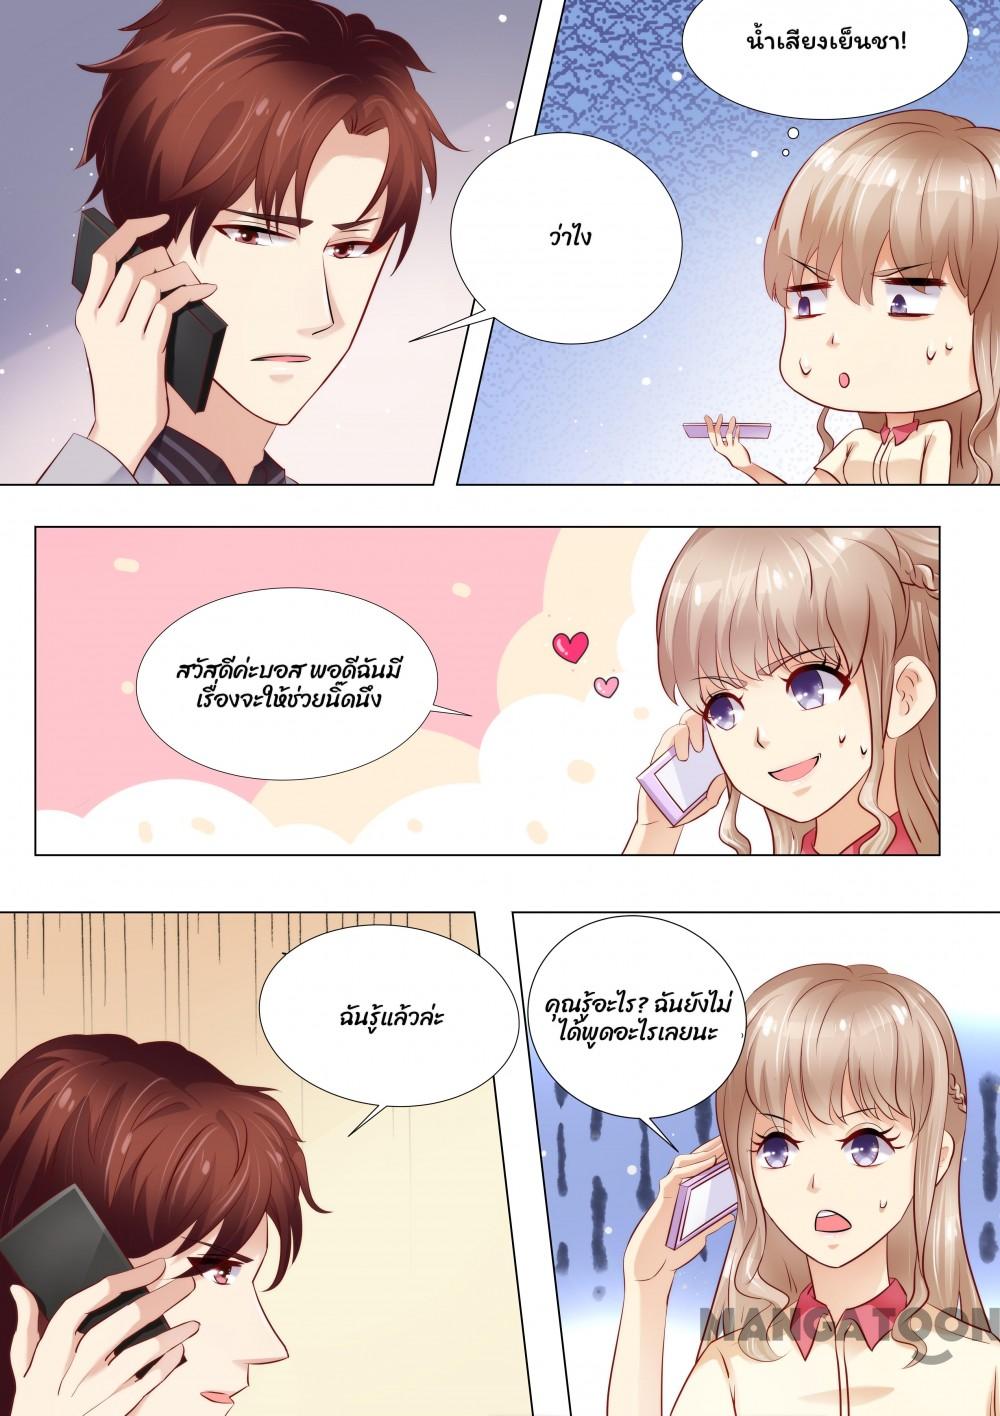 น้ำเสียงเย็นชา!
ว่าไง
สวัสดีค่ะบอส พอดีฉันมี
เรื่องจะให้ช่วยนิ๊ดนึง
ฉันรู้แล้วล่ะ
คุณรู้อะไร? ฉันยังไม่
ได้พูดอะไรเลยนะ
MANGATOON